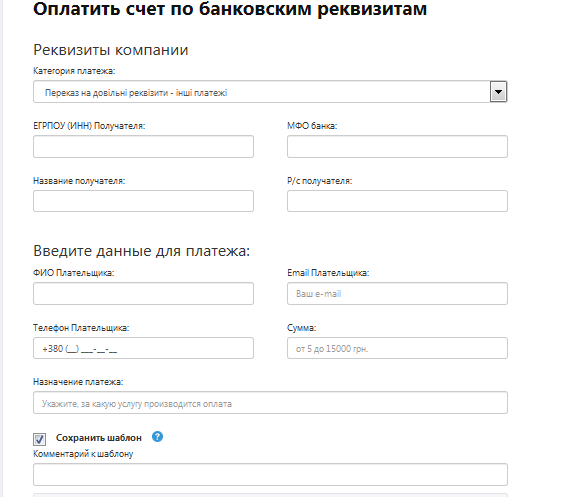 Оплатить счет по банковским реквизитам
Реквизиты компании
Категория платежа:
Переказ на довільні реквізити - інші платежі
ЕГРПОУ (ИНН) Получателя:
МФО банка:
Название получателя:
Р/с получателя:
Введите данные для платежа:
ФИО Плательщика:
Email Плательщика:
Ваш e-mail
Телефон Плательщика:
Сумма:
+380 (__) ___-__-__
от 5 до 15000 грн.
Назначение платежа:
Укажите, за какую услугу производится оплата
Сохранить шаблон ?
Комментарий к шаблону